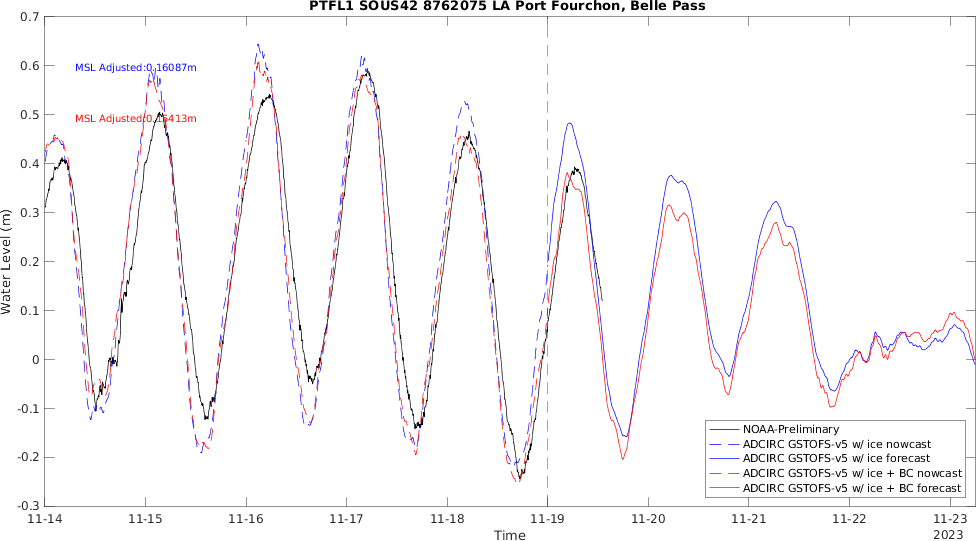 PTFL1 SOUS42 8762075 LA Port Fourchon, Belle Pass
0.7
0.6
0.5
0.4
0.3
0.2
0.1
0
-0.1
-0.2
-0.3
Water Level (m)
MSL Adjusted:0.16087m
MSL Adjusted:0.15413m
NOAA-Preliminary
ADCIRC GSTOFS-v5 w/ ice nowcast
ADCIRC GSTOFS-v5 w/ ice forecast
ADCIRC GSTOFS-v5 w/ ice + BC nowcast
ADCIRC GSTOFS-v5 w/ ice + BC forecast
11-14 11-15 11-16 11-17 11-18 11-19 11-20 11-21 11-22 11-23
Time
2023